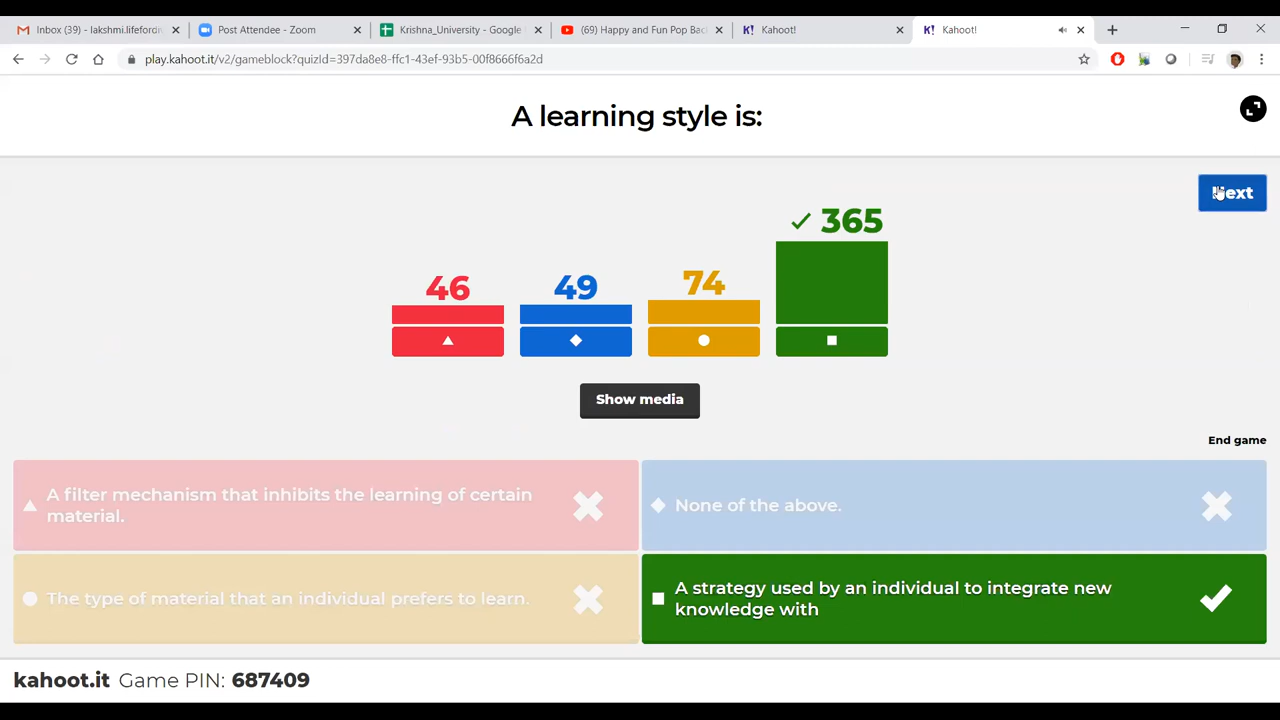 Inbox (39) - lakshmi.lifeford
Post Attendee - Zoom
Krishna_University - Google
(69) Happy and Fun Pop Bac
K! Kahoot!
K! Kahoot!
play.kahoot.it/v2/gameblock?quizId=397da8e8-ffc1-42ef-93b5-00f8666f6a2d
A learning style is:
Next
46
49
74
365
Show media
End game
A filter mechanism that inhibits the learning of certain
material.
None of the above.
The type of material that an individual prefers to learn.
A strategy used by an individual to integrate new
knowledge with
kahoot.it Game PIN: 687409